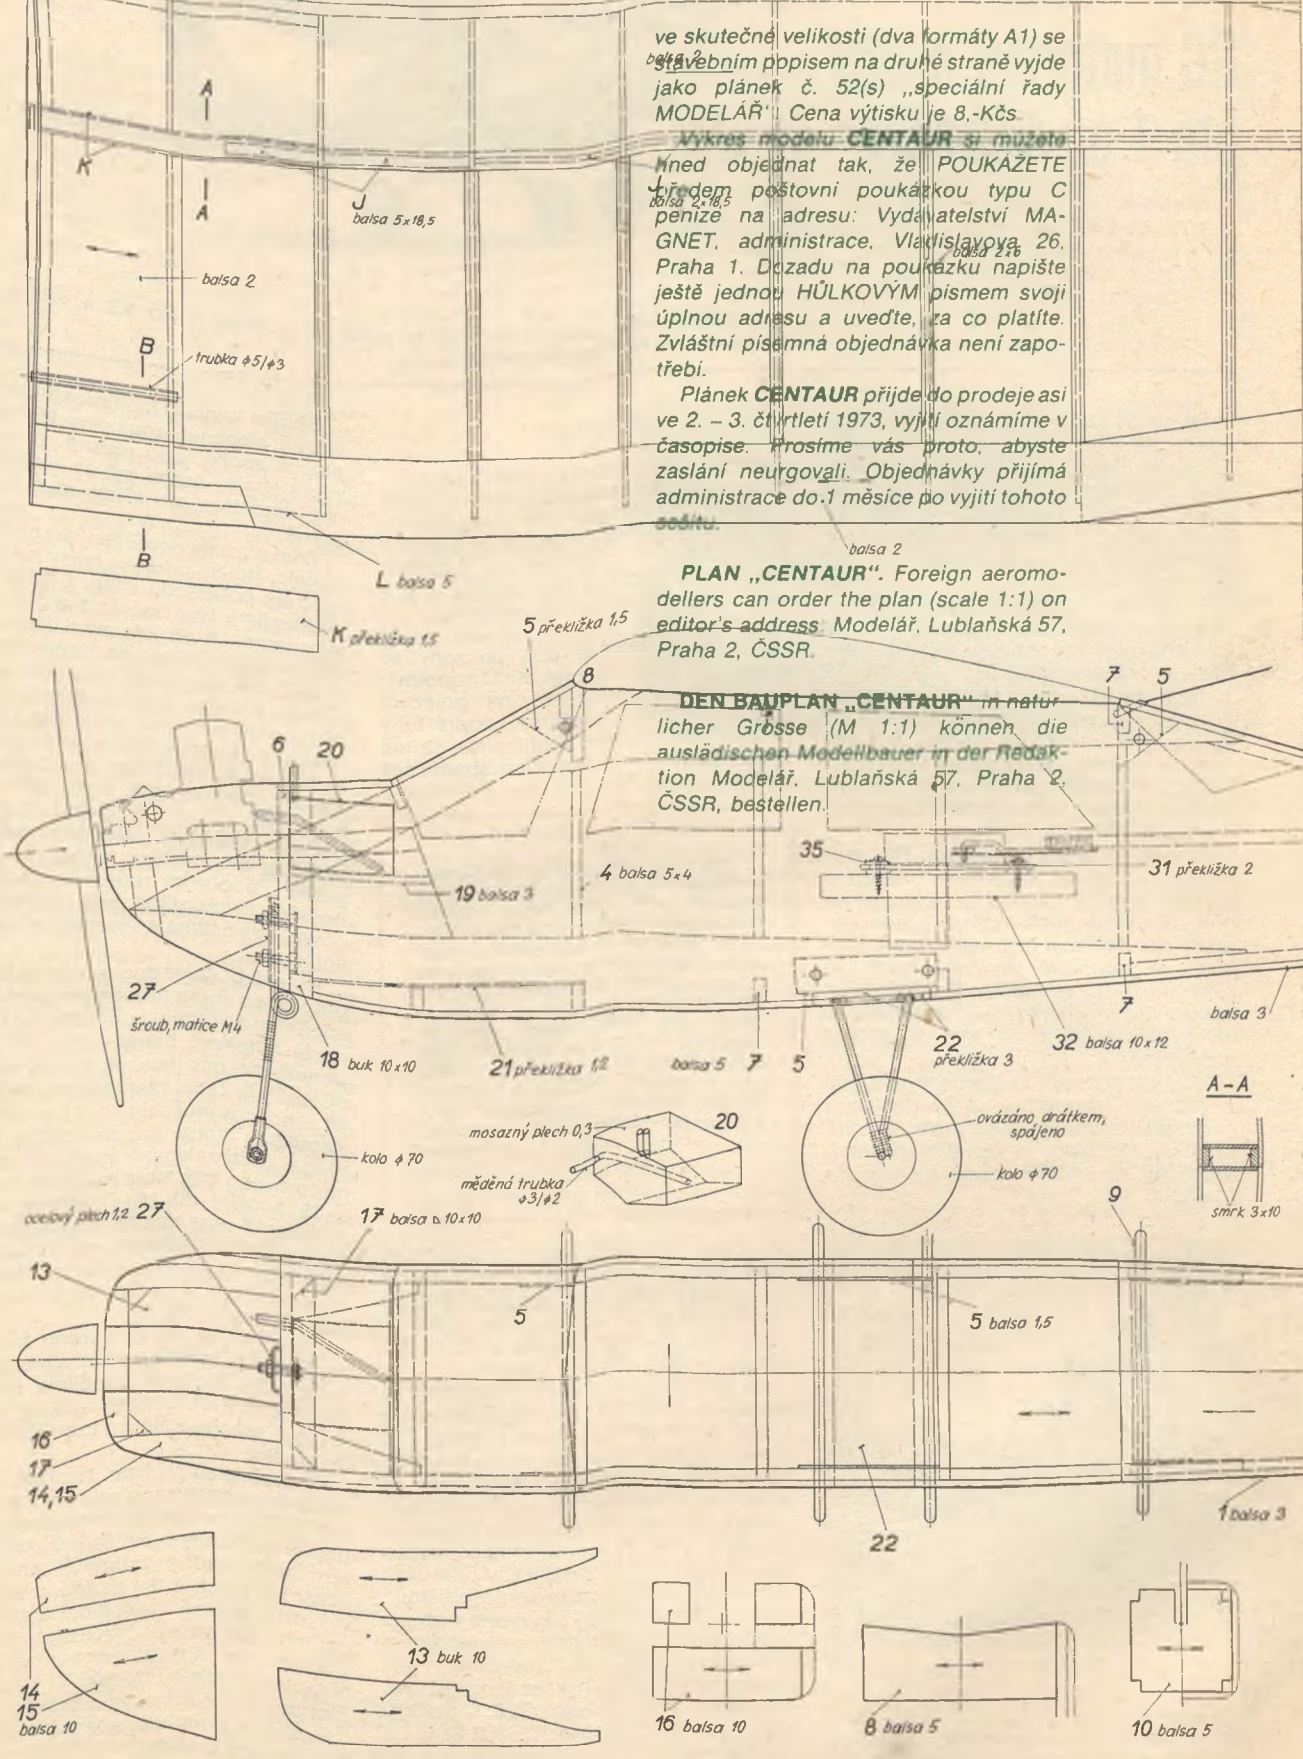 ve skutečné velikosti (dva formáty A1) se
stavebním popisem na druhé straně vyjde
jako plánek č. 52(s) „speciální řady
MODELÁŘ“. Cena výtisku je 8,-Kčs
Výkres modelu CENTAUR si můžete
hned objednat tak, že POUKÁŽETE
předem poštovní poukázkou typu C
peníze na adresu: Vydavatelství MA-
GNET, administrace, Vladislavova 26,
Praha 1. Dozadu na poukázku napište
ještě jednou HŮLKOVÝM písmem svoji
úplnou adresu a uveďte, za co platíte.
Zvláštní písemná objednávka není zapo-
třebí.
Plánek CENTAUR přijde do prodeje asi
ve 2. – 3. čtvrtletí 1973, vyjití oznámíme v
časopise. Prosíme vás proto, abyste
zaslání neurgovali. Objednávky přijímá
administrace do 1 měsíce po vyjití tohoto
sešitu.
PLAN „CENTAUR“. Foreign aeromo-
dellers can order the plan (scale 1:1) on
editor's address Modelář, Lublaňská 57,
Praha 2, ČSSR.
DEN BAUPLAN „CENTAUR“ in natür-
licher Grösse (M 1:1) können die
auslädischen Modellbauer in der Redak-
tion Modelář, Lublaňská 57, Praha 2,
ČSSR, bestellen.
balsa 2
A
K
A
J
balsa 5x18,5
J
balsa 2x18,5
balsa 2x6
balsa 2
B
trubka ϕ5/ϕ3
B
L balsa 5
balsa 2
K překližka 1,5
5 překližka 1,5
8
7
5
6
20
35
31 překližka 2
4 balsa 5x4
19 balsa 3
27
šroub, matice M4
18 buk 10x10
21 překližka 1,2
balsa 5
7
5
22
překližka 3
32 balsa 10x12
7
balsa 3
A-A
mosazný plech 0,3
20
ovázáno drátkem,
spájeno
kolo ϕ 70
měděná trubka
ϕ3/ϕ2
kolo ϕ 70
9
smrk 3x10
ocelový plech 1,2 27
17 balsa ⊿ 10x10
13
5
5 balsa 1,5
16
17
14,15
22
1 balsa 3
14
15
balsa 10
13 buk 10
16 balsa 10
8 balsa 5
10 balsa 5